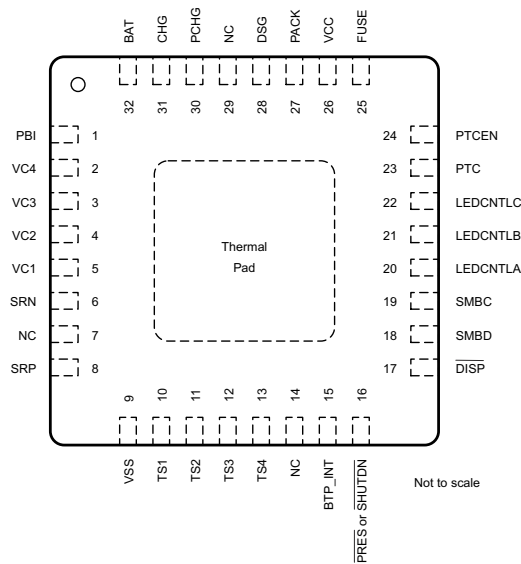 BAT CHG PCHG NC DSG PACK VCC FUSE
32 31 30 29 28 27 26 25
PBI 1 24 PTCEN
VC4 2 23 PTC
VC3 3 22 LEDCNTLC
VC2 4 21 LEDCNTLB
VC1 5 20 LEDCNTLA
SRN 6 19 SMBC
NC 7 18 SMBD
SRP 8 17 DISP
Thermal
Pad
9 10 11 12 13 14 15 16
VSS TS1 TS2 TS3 TS4 NC BTP_INT PRES or SHUTDN
Not to scale